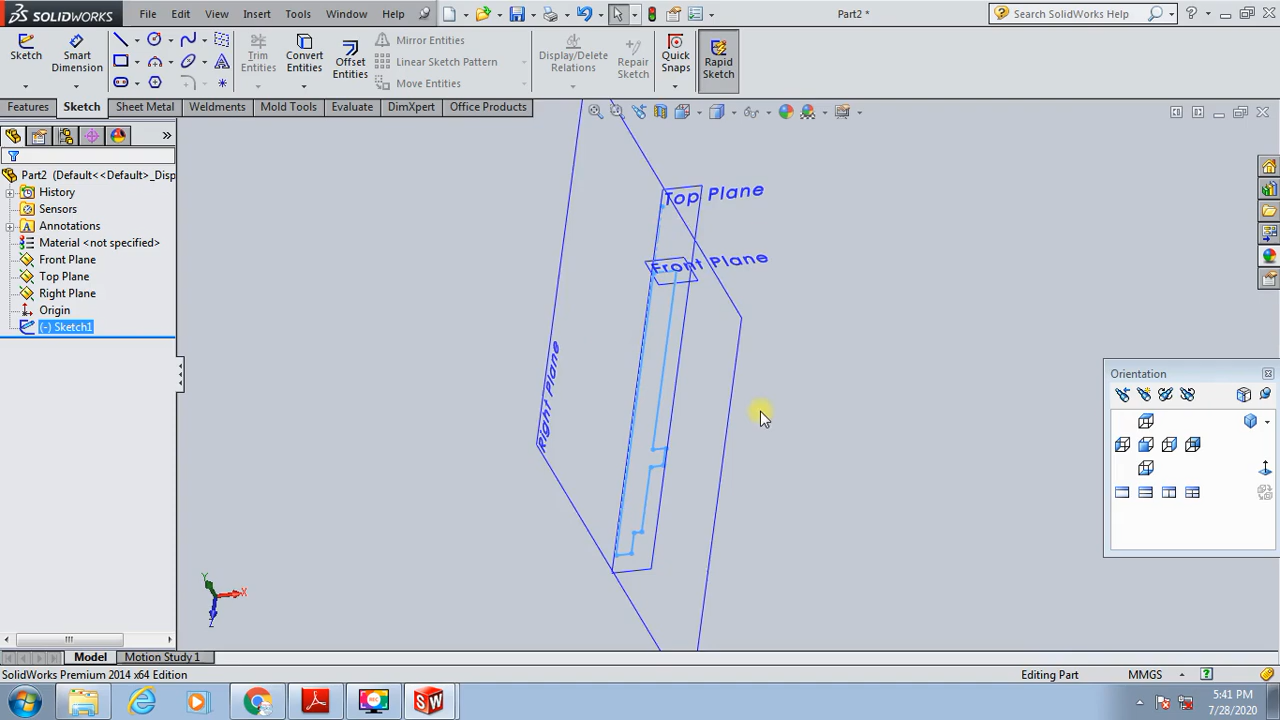 SOLIDWORKS File Edit View Insert Tools Window Help Part2 * Search SolidWorks Help
Sketch Smart Dimension Trim Entities Convert Entities Offset Entities Mirror Entities Linear Sketch Pattern Move Entities Display/Delete Relations Repair Sketch Quick Snaps Rapid Sketch
Features Sketch Sheet Metal Weldments Mold Tools Evaluate DimXpert Office Products
Part2 (Default<<Default>_Disp
History
Sensors
Annotations
Material <not specified>
Front Plane
Top Plane
Right Plane
Origin
(-) Sketch1
Top Plane
Front Plane
Right Plane
Orientation
Y
X
Z
Model Motion Study 1
SolidWorks Premium 2014 x64 Edition Editing Part MMGS
5:41 PM
7/28/2020